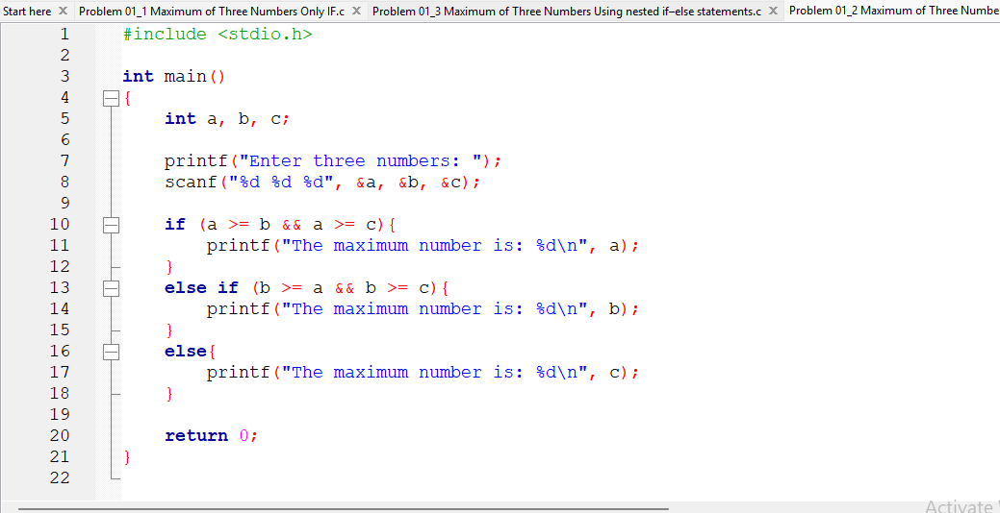 Start here X Problem 01_1 Maximum of Three Numbers Only IF.c X Problem 01_3 Maximum of Three Numbers Using nested if-else statements.c X Problem 01_2 Maximum of Three Numbe
1 #include <stdio.h>
2
3 int main()
4 {
5     int a, b, c;
6
7     printf("Enter three numbers: ");
8     scanf("%d %d %d", &a, &b, &c);
9
10     if (a >= b && a >= c){
11         printf("The maximum number is: %d\n", a);
12     }
13     else if (b >= a && b >= c){
14         printf("The maximum number is: %d\n", b);
15     }
16     else{
17         printf("The maximum number is: %d\n", c);
18     }
19
20     return 0;
21 }
22
Activate